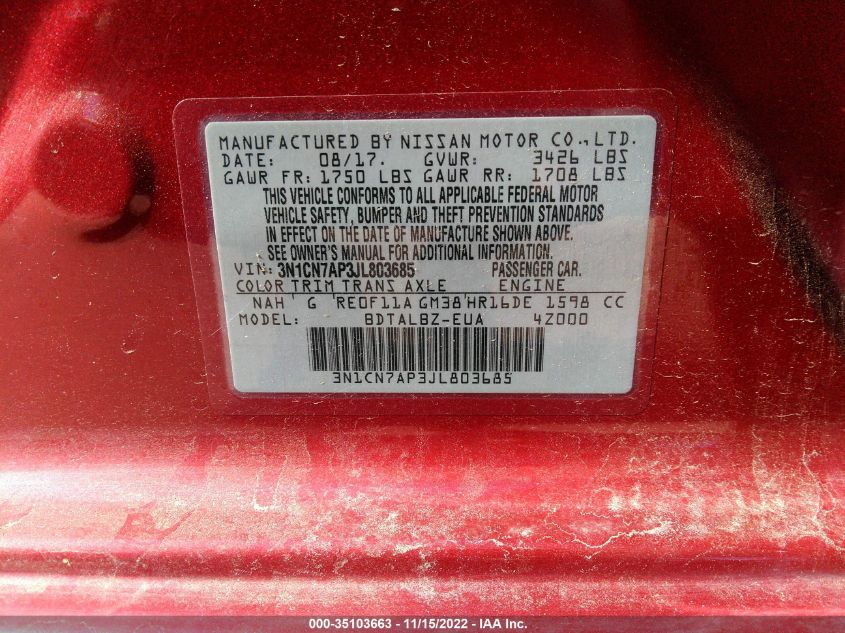 MANUFACTURED BY NISSAN MOTOR CO.,LTD.
DATE: 08/17. GVWR: 3426 LBS
GAWR FR: 1750 LBS GAWR RR: 1708 LBS
THIS VEHICLE CONFORMS TO ALL APPLICABLE FEDERAL MOTOR
VEHICLE SAFETY, BUMPER AND THEFT PREVENTION STANDARDS
IN EFFECT ON THE DATE OF MANUFACTURE SHOWN ABOVE.
SEE OWNER'S MANUAL FOR ADDITIONAL INFORMATION.
VIN: 3N1CN7AP3JL803685 PASSENGER CAR.
COLOR TRIM TRANS AXLE ENGINE
NAH G RE0F11A GM38 HR16DE 1598 CC
MODEL: BDTALBZ-EUA 4Z000
3N1CN7AP3JL803685
000-35103663 - 11/15/2022 - IAA Inc.